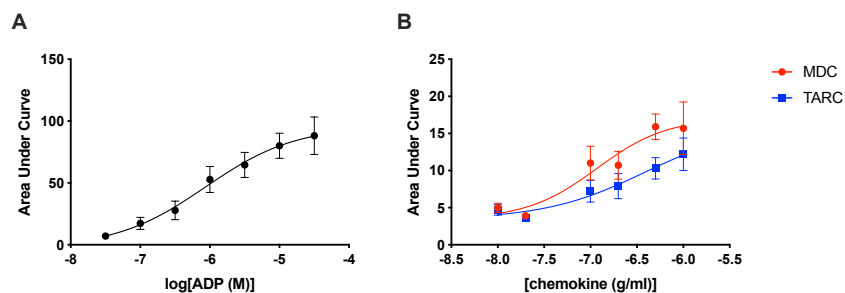 A
Area Under Curve
150
100
50
0
-8
-7
-6
-5
-4
log[ADP (M)]
B
Area Under Curve
25
20
15
10
5
0
-8.5
-8.0
-7.5
-7.0
-6.5
-6.0
-5.5
[chemokine (g/ml)]
MDC
TARC